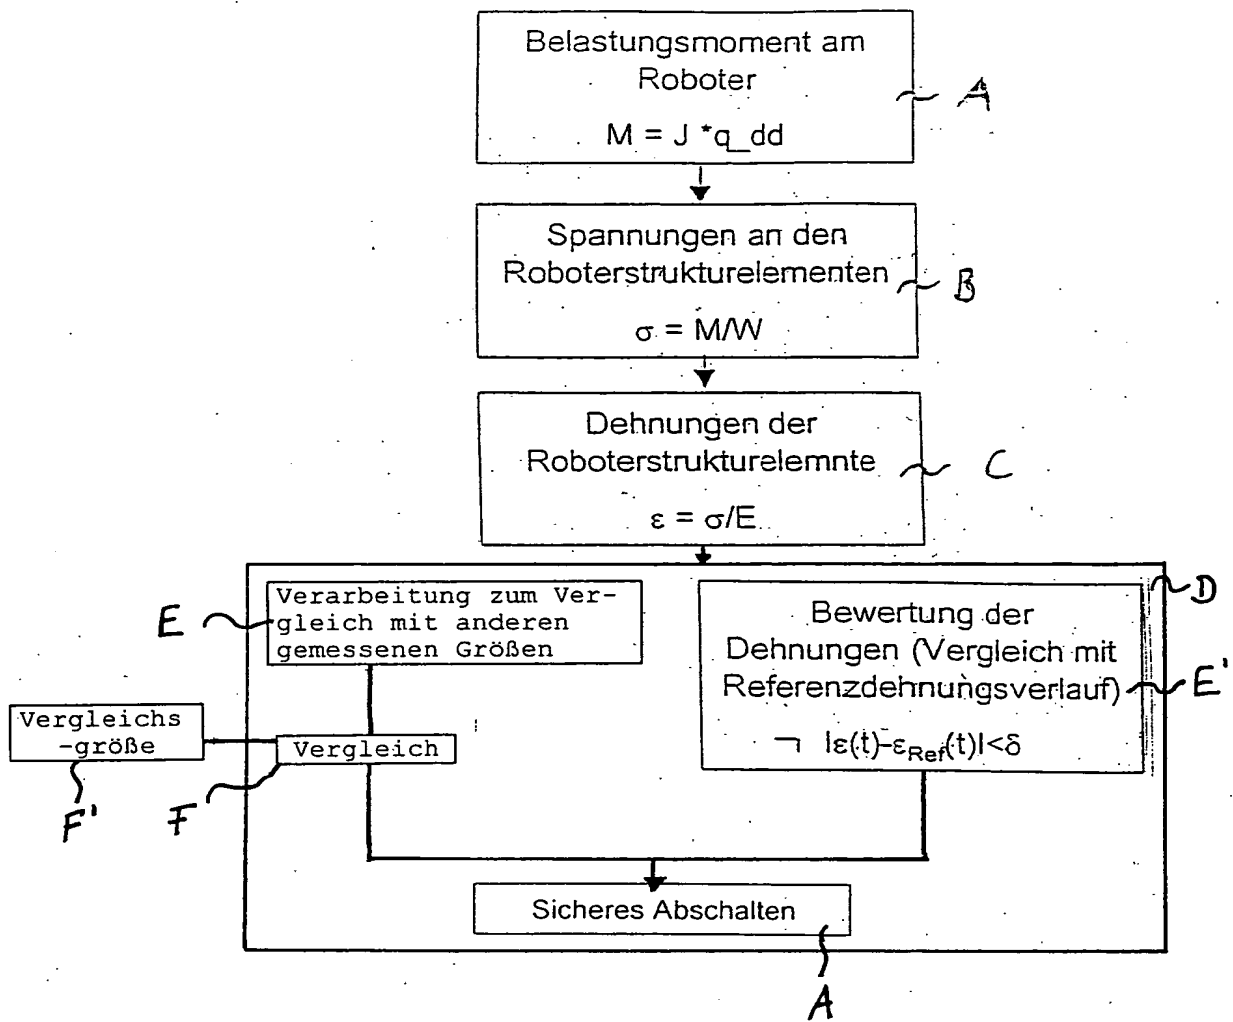 Belastungsmoment am
Roboter
M = J *q_dd
A
Spannungen an den
Roboterstrukturelementen
σ = M/W
B
Dehnungen der
Roboterstrukturelemnte
ε = σ/E
C
D
E
Verarbeitung zum Ver-
gleich mit anderen
gemessenen Größen
Bewertung der
Dehnungen (Vergleich mit
Referenzdehnungsverlauf)
¬ |ε(t)-εRef(t)|<δ
E'
Vergleichs
-größe
Vergleich
F'
F
Sicheres Abschalten
A